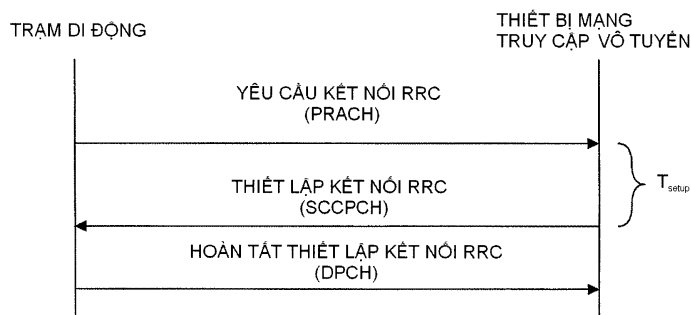 TRẠM DI ĐỘNG
THIẾT BỊ MẠNG
TRUY CẬP VÔ TUYẾN
YÊU CẦU KẾT NỐI RRC
(PRACH)
THIẾT LẬP KẾT NỐI RRC
(SCCPCH)
Tsetup
HOÀN TẤT THIẾT LẬP KẾT NỐI RRC
(DPCH)